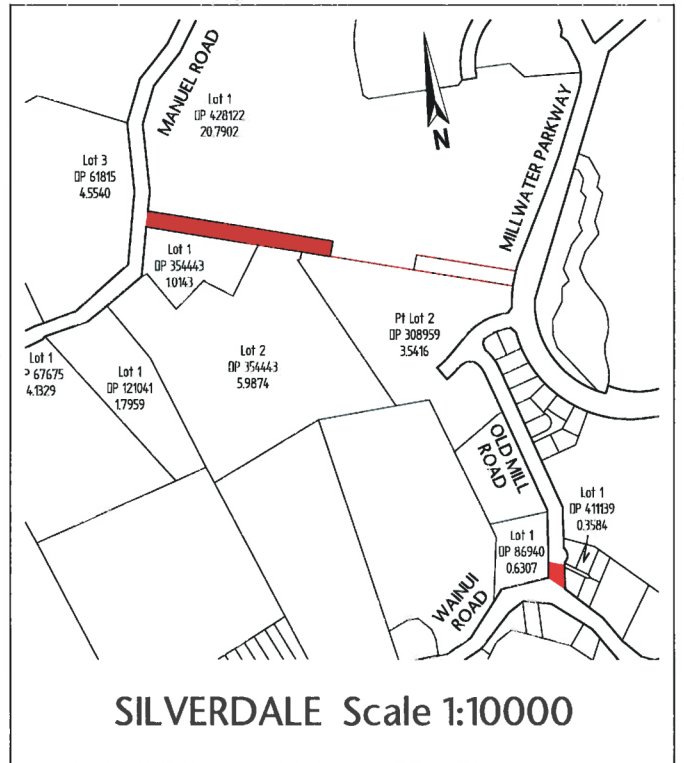 MANUEL ROAD
Lot 1
DP 428122
20.7902
N
MILLWATER PARKWAY
Lot 3
DP 61815
4.5540
Lot 1
DP 354443
1.0143
Pt Lot 2
DP 308959
3.5416
Lot 1
P 67675
4.1329
Lot 1
DP 121041
1.7959
Lot 2
DP 354443
5.9874
OLD MILL
ROAD
Lot 1
DP 411139
0.3584
Lot 1
DP 86940
0.6307
WAINUI
ROAD
SILVERDALE Scale 1:10000